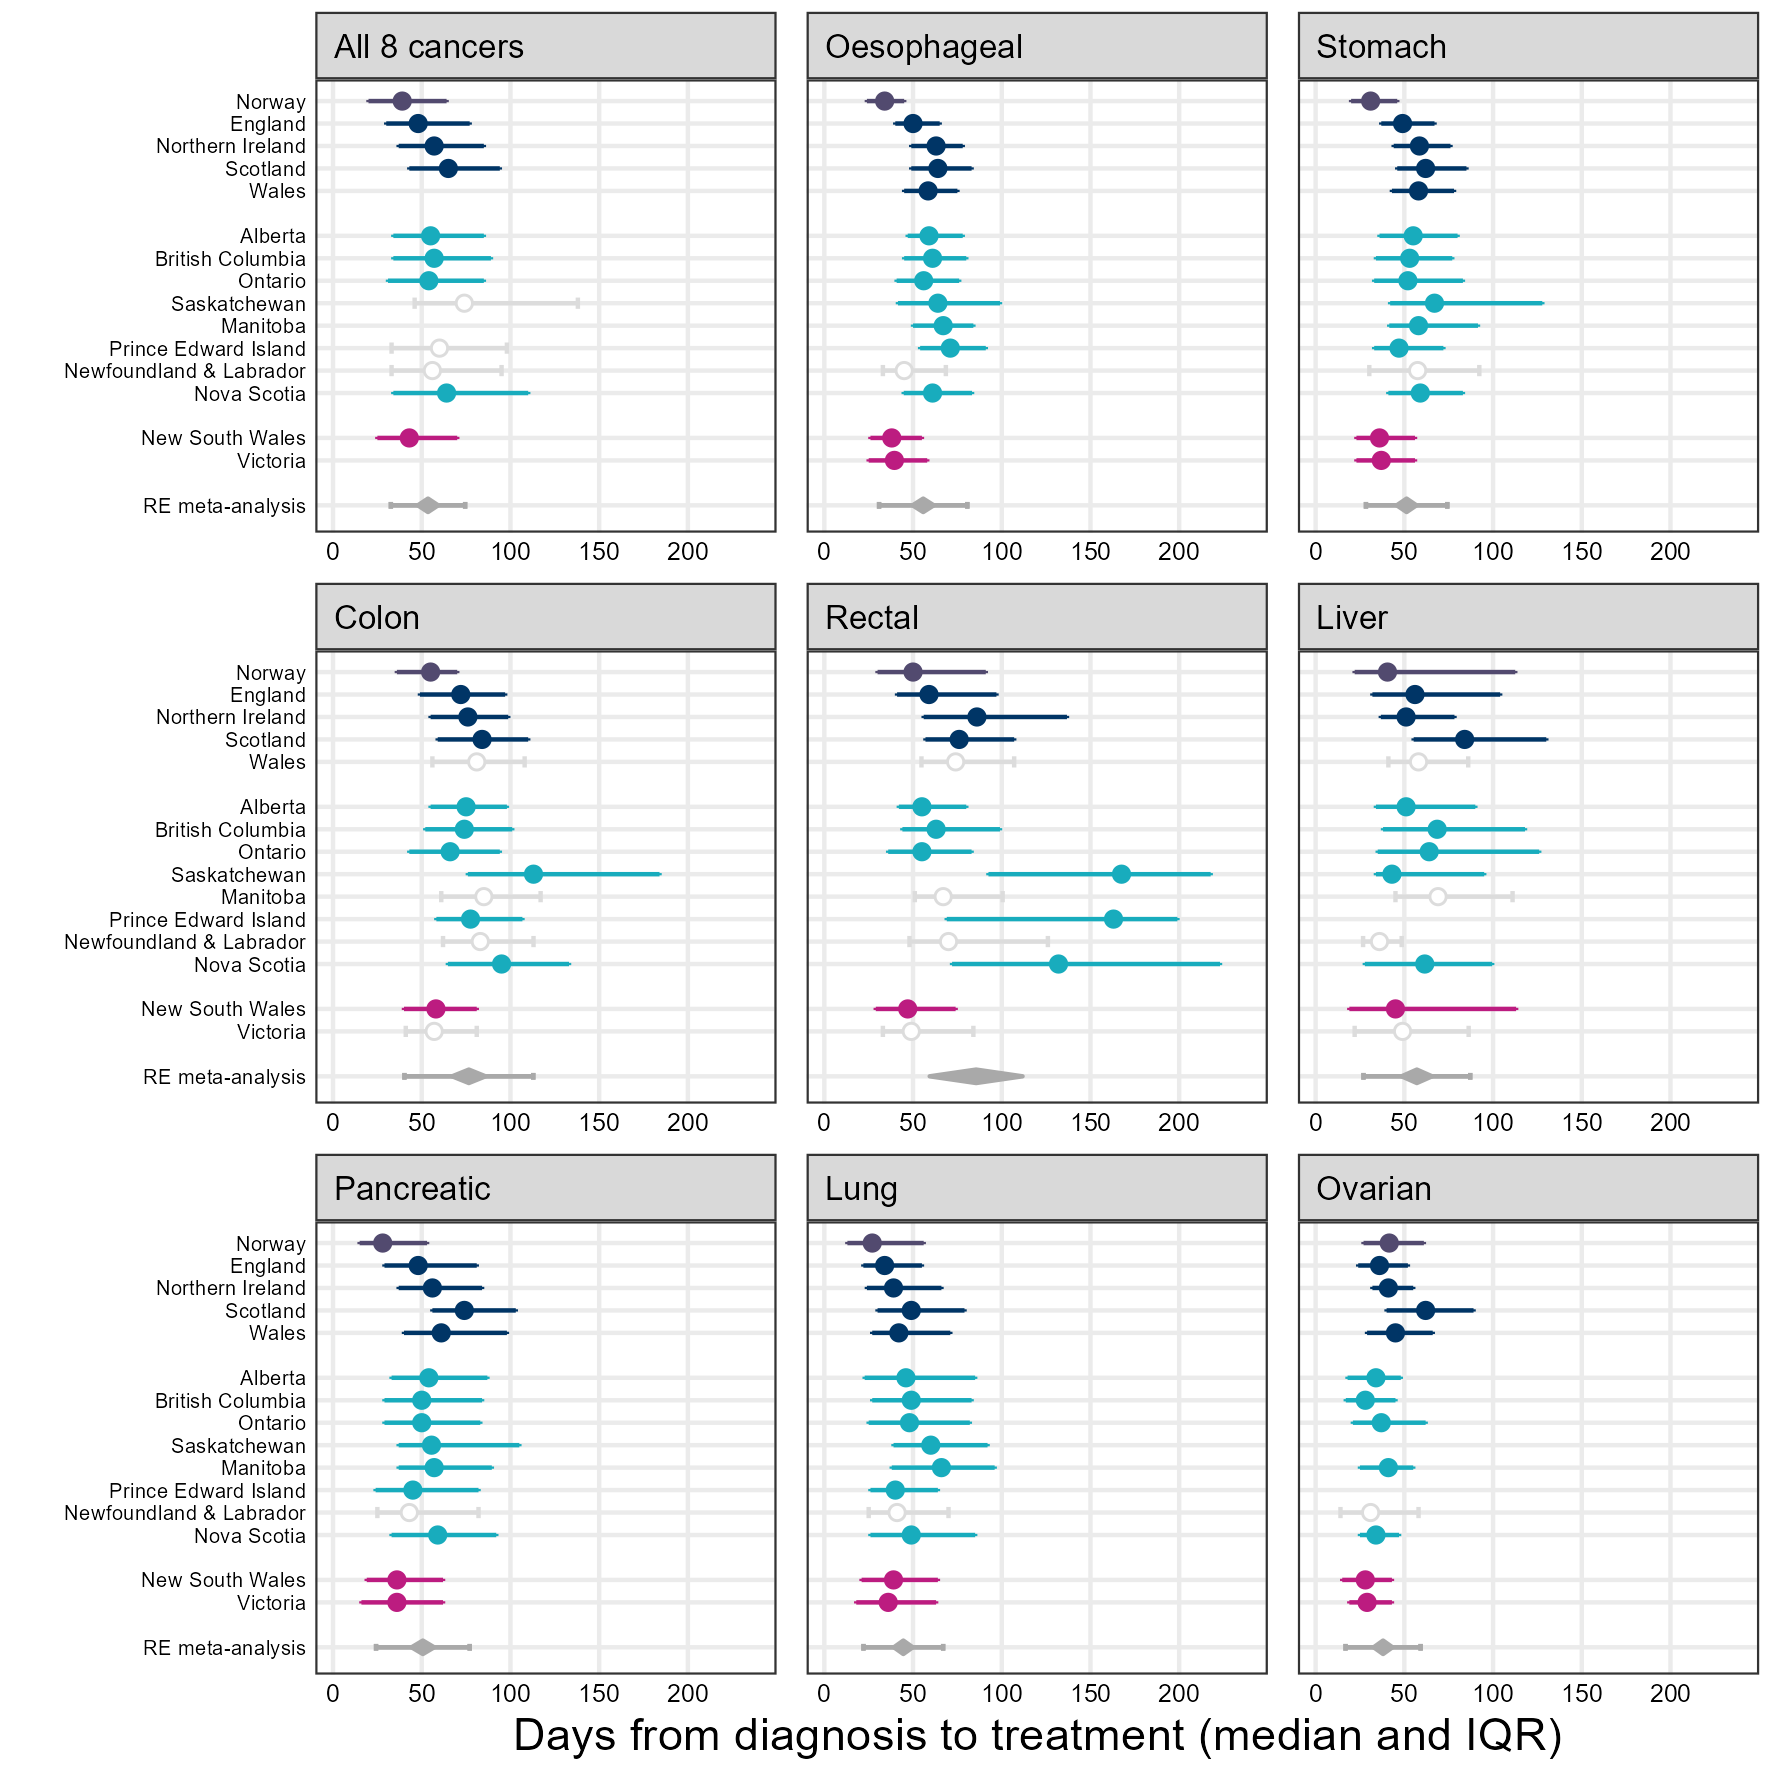 All 8 cancers Oesophageal Stomach
Norway
England
Northern Ireland
Scotland
Wales
Alberta
British Columbia
Ontario
Saskatchewan
Manitoba
Prince Edward Island
Newfoundland & Labrador
Nova Scotia
New South Wales
Victoria
RE meta-analysis
0 50 100 150 200 0 50 100 150 200 0 50 100 150 200
Colon Rectal Liver
Norway
England
Northern Ireland
Scotland
Wales
Alberta
British Columbia
Ontario
Saskatchewan
Manitoba
Prince Edward Island
Newfoundland & Labrador
Nova Scotia
New South Wales
Victoria
RE meta-analysis
0 50 100 150 200 0 50 100 150 200 0 50 100 150 200
Pancreatic Lung Ovarian
Norway
England
Northern Ireland
Scotland
Wales
Alberta
British Columbia
Ontario
Saskatchewan
Manitoba
Prince Edward Island
Newfoundland & Labrador
Nova Scotia
New South Wales
Victoria
RE meta-analysis
0 50 100 150 200 0 50 100 150 200 0 50 100 150 200
Days from diagnosis to treatment (median and IQR)